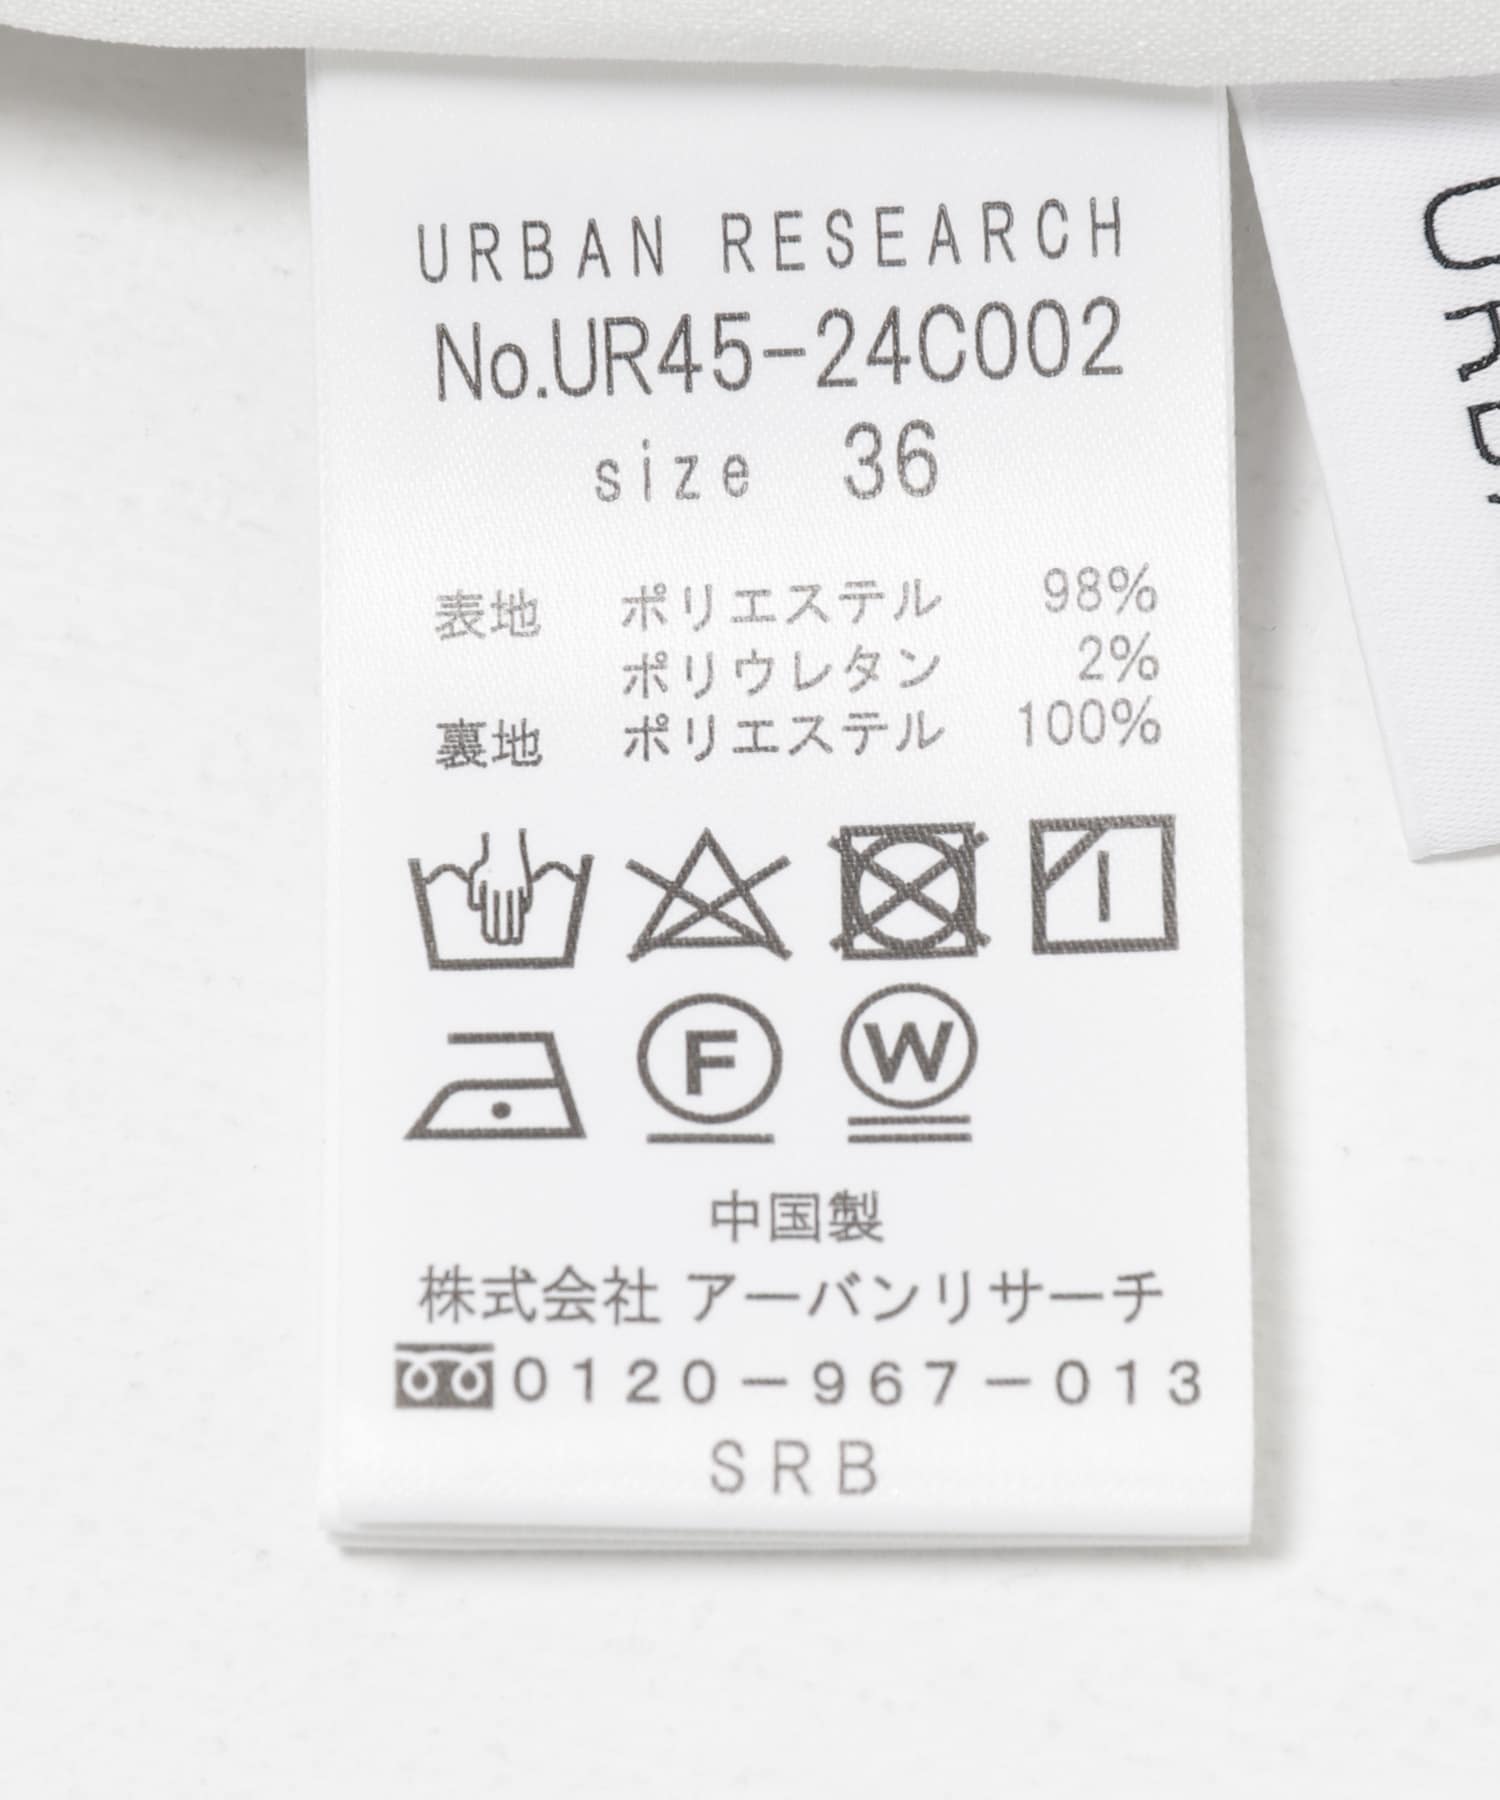 URBAN RESEARCH
No.UR45-24C002
size 36
表地 ポリエステル 98%
ポリウレタン 2%
裏地 ポリエステル 100%
F W
中国製
株式会社 アーバンリサーチ
0120-967-013
SRB